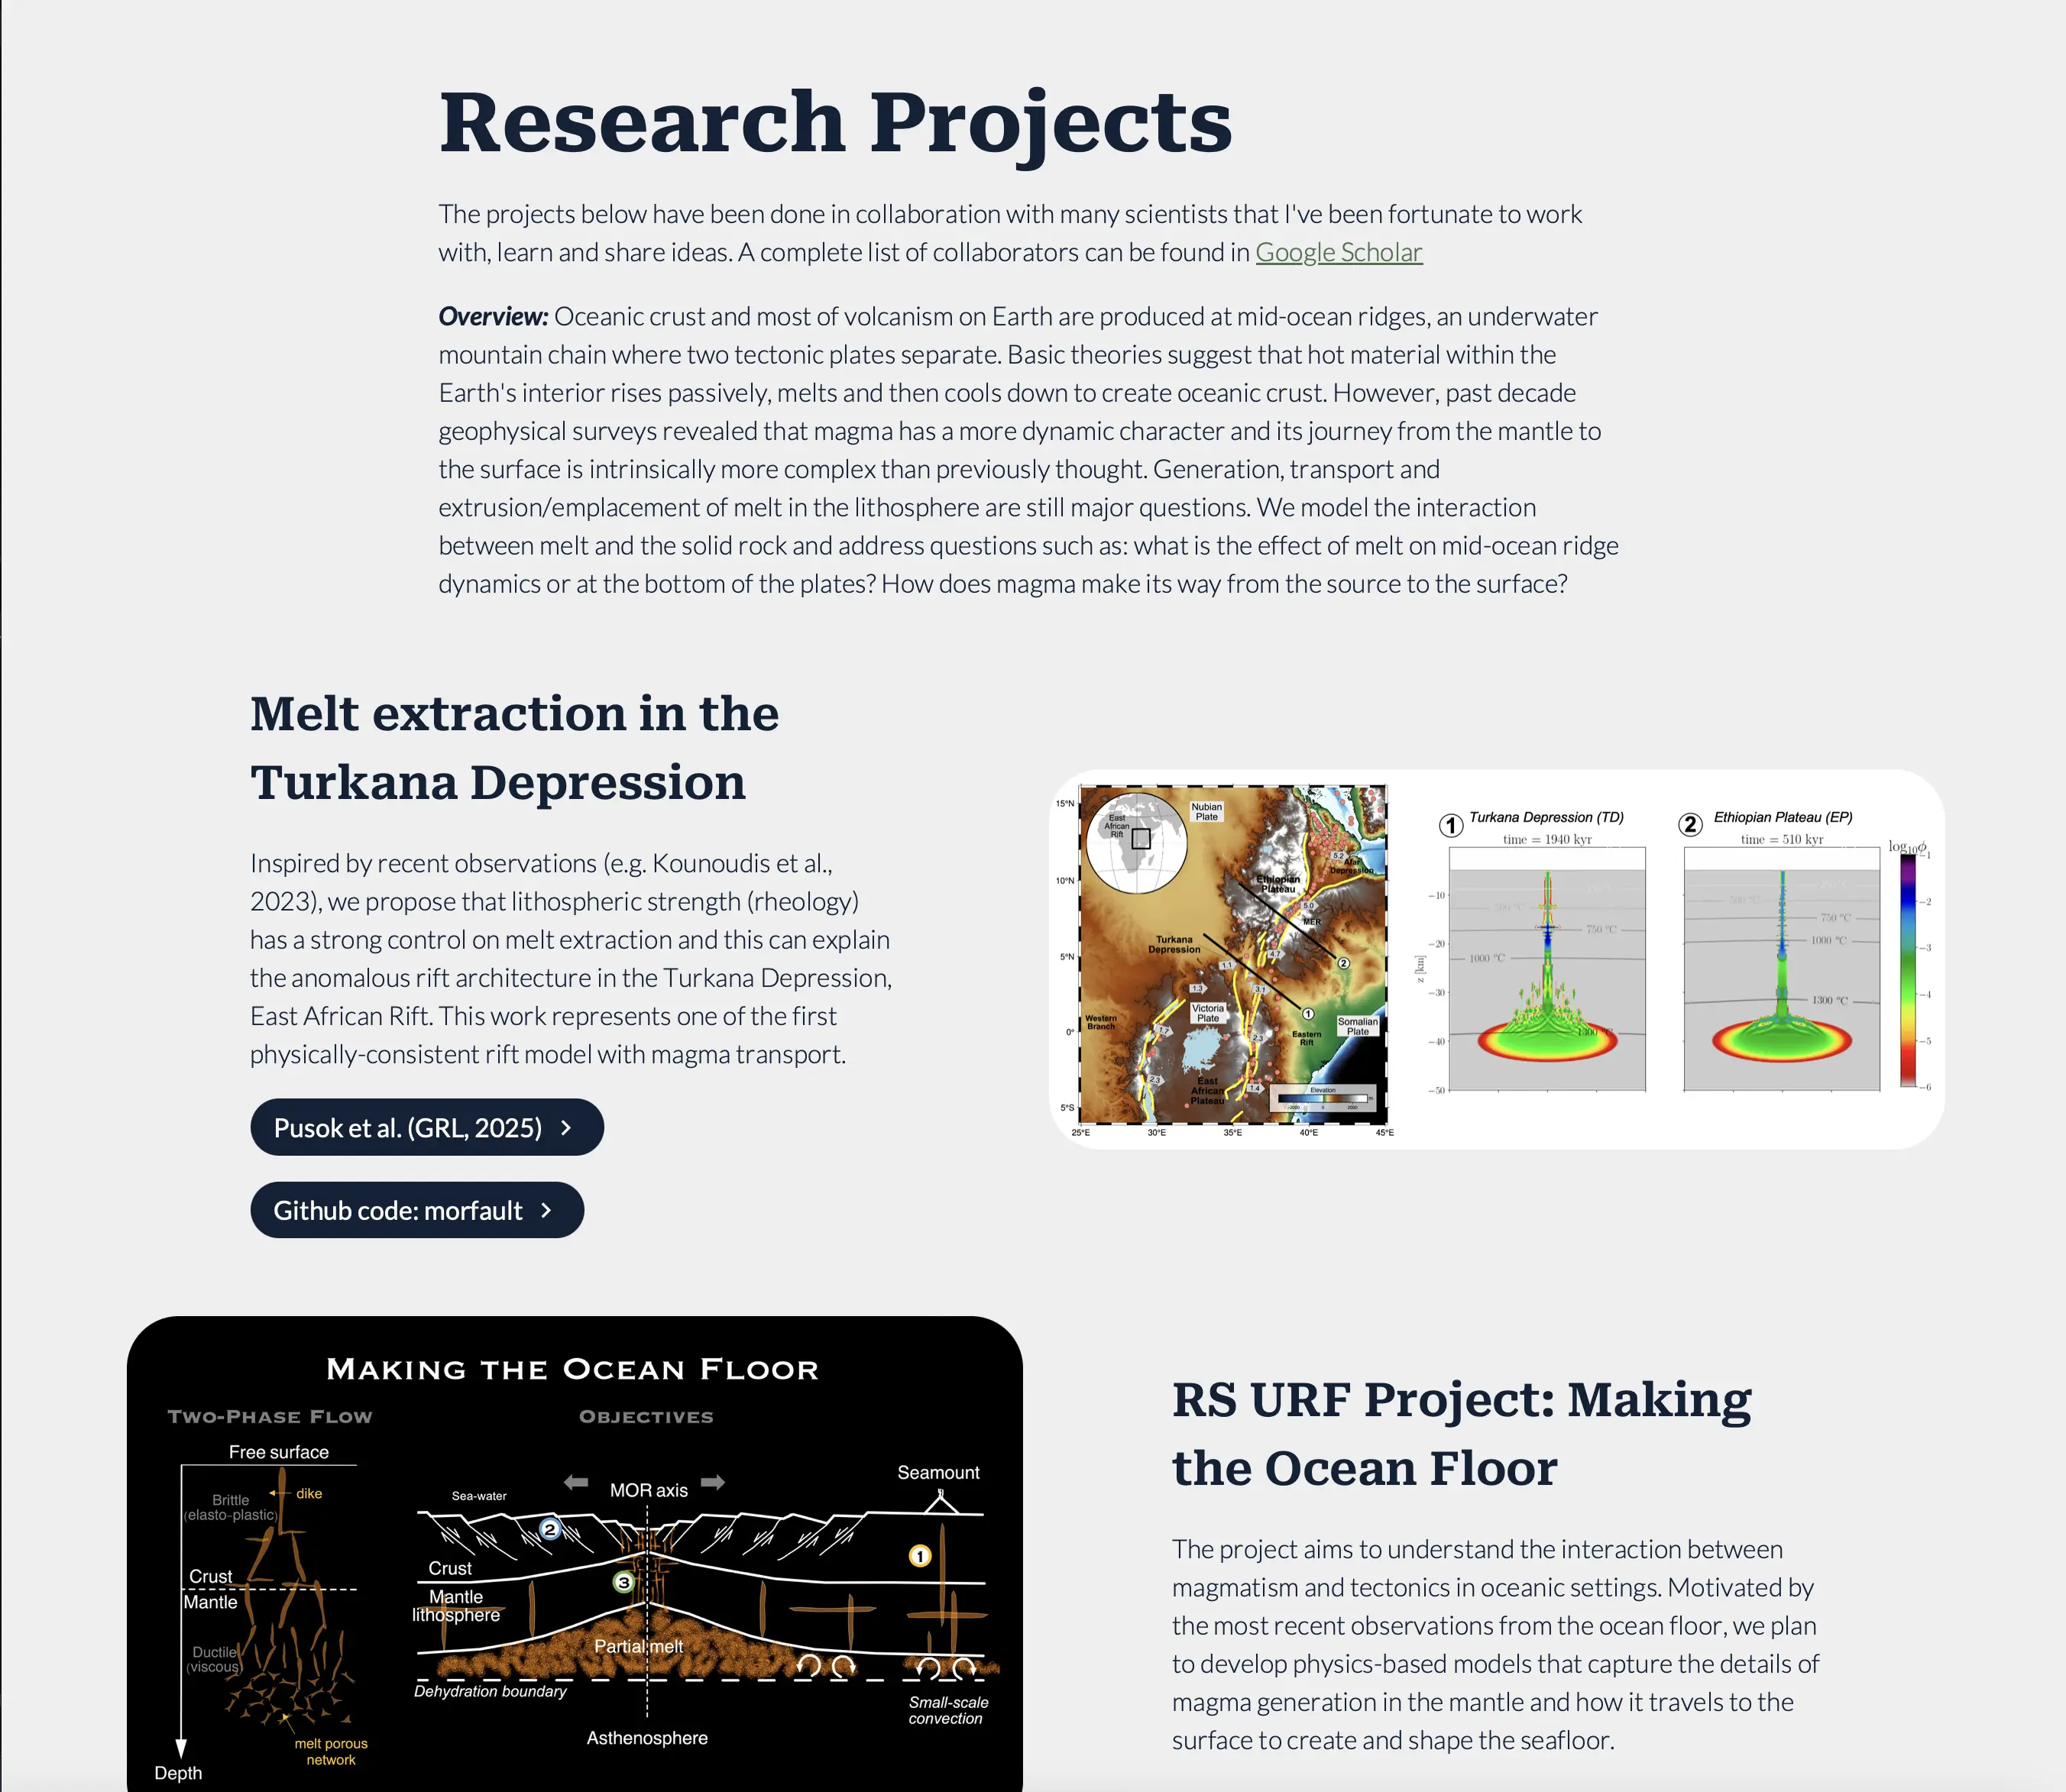 Research Projects
The projects below have been done in collaboration with many scientists that I've been fortunate to work
with, learn and share ideas. A complete list of collaborators can be found in Google Scholar
Overview: Oceanic crust and most of volcanism on Earth are produced at mid-ocean ridges, an underwater
mountain chain where two tectonic plates separate. Basic theories suggest that hot material within the
Earth's interior rises passively, melts and then cools down to create oceanic crust. However, past decade
geophysical surveys revealed that magma has a more dynamic character and its journey from the mantle to
the surface is intrinsically more complex than previously thought. Generation, transport and
extrusion/emplacement of melt in the lithosphere are still major questions. We model the interaction
between melt and the solid rock and address questions such as: what is the effect of melt on mid-ocean ridge
dynamics or at the bottom of the plates? How does magma make its way from the source to the surface?
Melt extraction in the
Turkana Depression
Inspired by recent observations (e.g. Kounoudis et al.,
2023), we propose that lithospheric strength (rheology)
has a strong control on melt extraction and this can explain
the anomalous rift architecture in the Turkana Depression,
East African Rift. This work represents one of the first
physically-consistent rift model with magma transport.
Pusok et al. (GRL, 2025)
Github code: morfault
15°N
10°N
5°N
0°
5°S
25°E
30°E
35°E
40°E
45°E
East
African
Rift
Nubian
Plate
5.2
Afar
Depression
Ethiopian
Plateau
5.0
MER
Turkana
Depression
4.7
2
1.1
1.3
3.1
Victoria
Plate
1
Western
Branch
1.7
Somalian
Plate
Eastern
Rift
2.3
2.3
East
African
Plateau
1.4
Elevation
1
Turkana Depression (TD)
time = 1940 kyr
z [km]
−10
−20
−30
−40
−50
500 °C
750 °C
1000 °C
1300 °C
2
Ethiopian Plateau (EP)
time = 510 kyr
500 °C
750 °C
1000 °C
1300 °C
log₁₀ϕ
−1
−2
−3
−4
−5
−6
Making the Ocean Floor
Two-Phase Flow
Free surface
dike
Brittle
(elasto-plastic)
Crust
Mantle
Ductile
(viscous)
melt porous
network
Depth
Objectives
MOR axis
Seamount
Sea-water
2
1
Crust
3
Mantle
lithosphere
Partial melt
Dehydration boundary
Small-scale
convection
Asthenosphere
RS URF Project: Making
the Ocean Floor
The project aims to understand the interaction between
magmatism and tectonics in oceanic settings. Motivated by
the most recent observations from the ocean floor, we plan
to develop physics-based models that capture the details of
magma generation in the mantle and how it travels to the
surface to create and shape the seafloor.